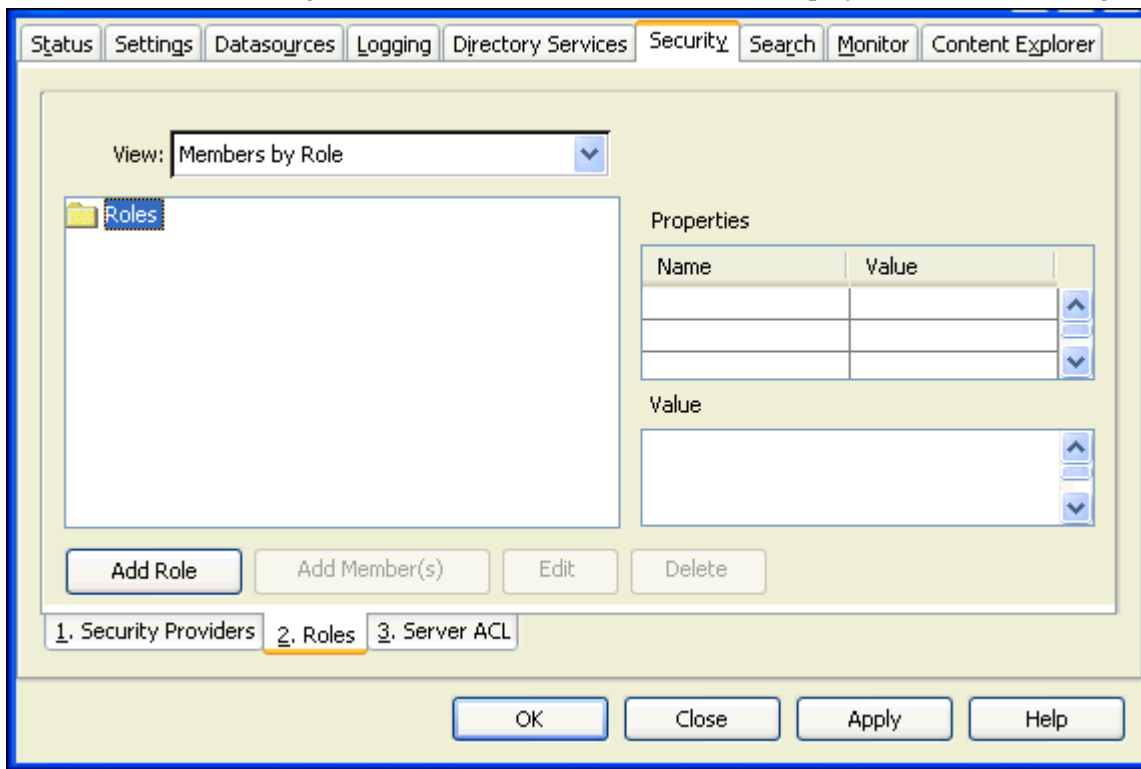 Status Settings Datasources Logging Directory Services Security Search Monitor Content Explorer
View: Members by Role
Roles
Properties
Name Value
Value
Add Role Add Member(s) Edit Delete
1. Security Providers 2. Roles 3. Server ACL
OK Close Apply Help